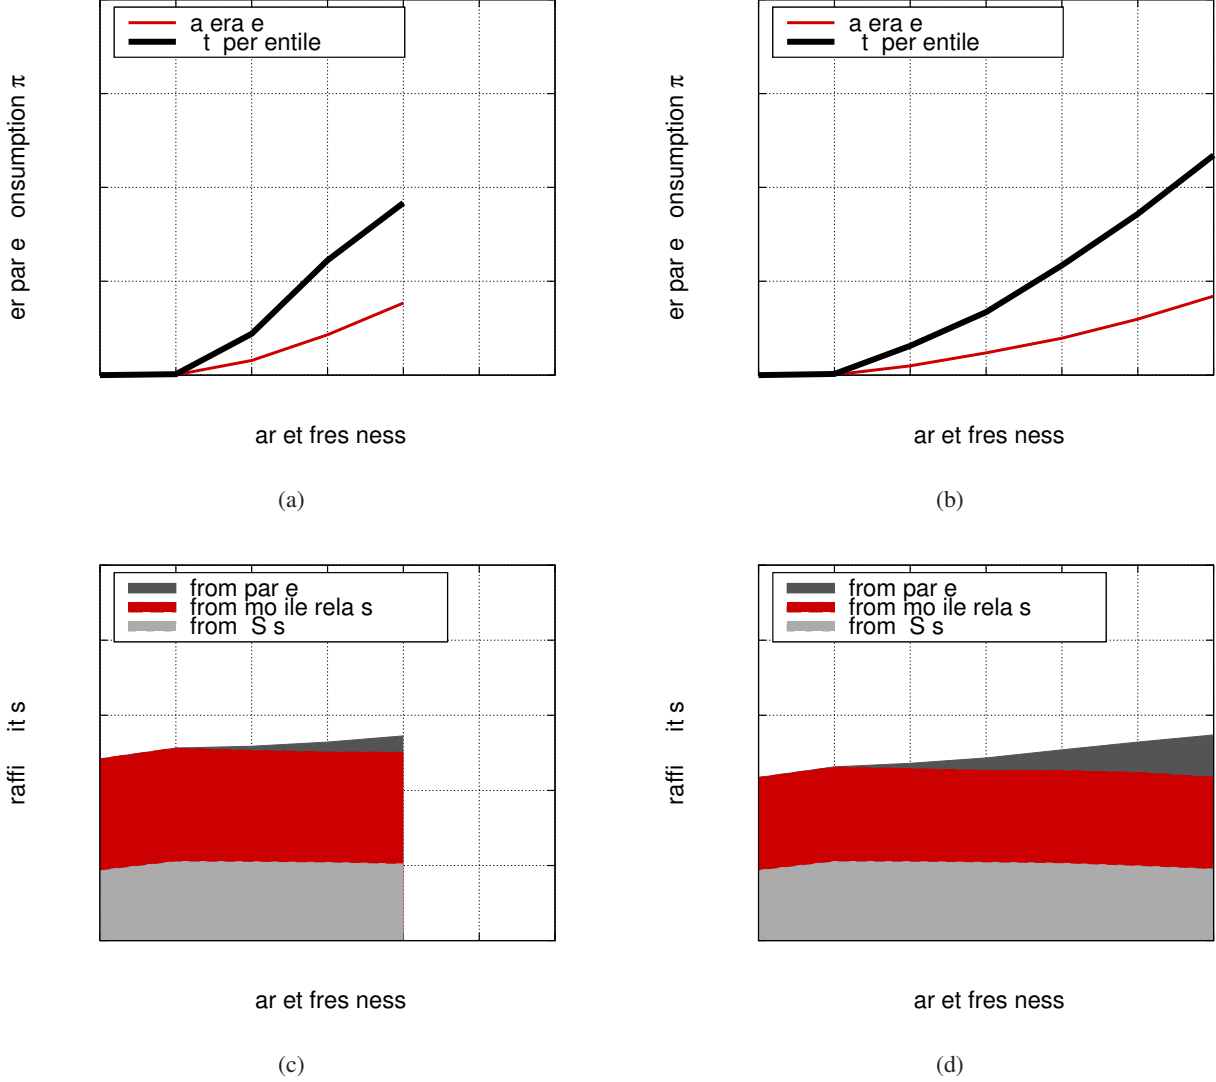 a era e
t per entile
er par e onsumption π
ar et fres ness
(a)
a era e
t per entile
er par e onsumption π
ar et fres ness
(b)
from par e
from mo ile rela s
from S s
raffi it s
ar et fres ness
(c)
from par e
from mo ile rela s
from S s
raffi it s
ar et fres ness
(d)